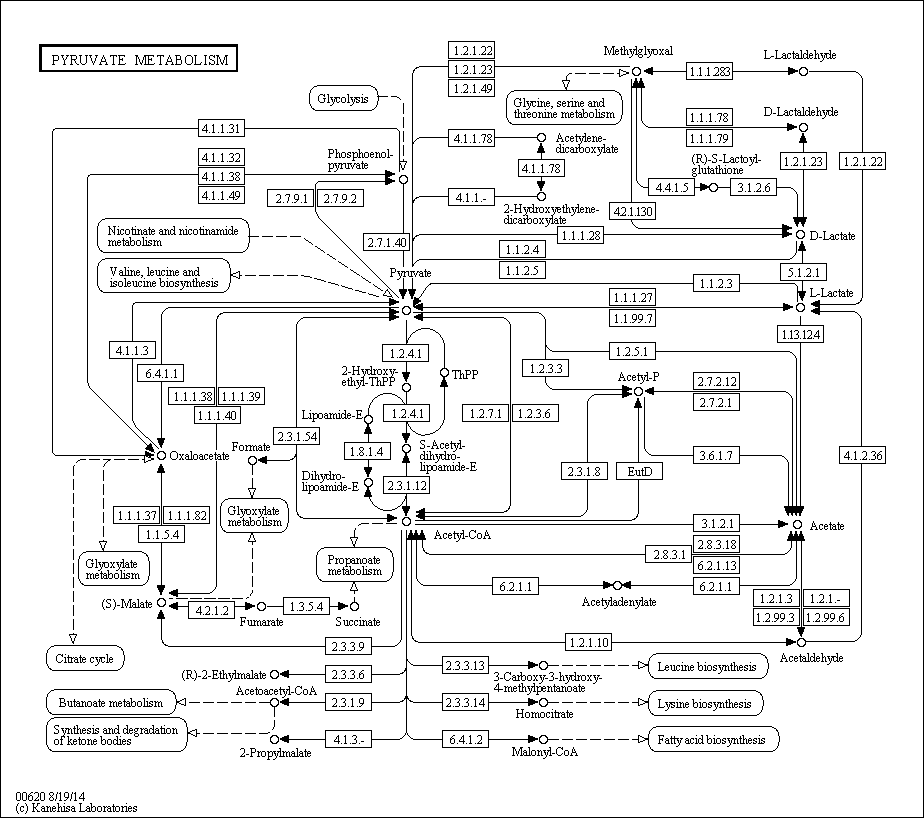 PYRUVATE METABOLISM
1.2.1.22
Methylglyoxal
L-Lactaldehyde
1.2.1.23
1.1.1.283
1.2.1.49
Glycolysis
Glycine, serine and
threonine metabolism
D-Lactaldehyde
1.1.1.78
1.1.1.79
4.1.1.31
4.1.1.78
Acetylene-
dicarboxylate
Phosphoenol-
pyruvate
4.1.1.32
4.1.1.38
4.1.1.49
4.1.1.78
(R)-S-Lactoyl-
glutathione
1.2.1.23
1.2.1.22
2.7.9.1
2.7.9.2
4.1.1.-
4.4.1.5
3.1.2.6
2-Hydroxyethylene-
dicarboxylate
4.2.1.130
Nicotinate and nicotinamide
metabolism
2.7.1.40
1.1.1.28
D-Lactate
1.1.2.4
Valine, leucine and
isoleucine biosynthesis
Pyruvate
1.1.2.5
5.1.2.1
1.1.2.3
L-Lactate
1.1.1.27
1.1.99.7
1.13.12.4
4.1.1.3
1.2.4.1
1.2.5.1
6.4.1.1
2-Hydroxy-
ethyl-ThPP
ThPP
1.2.3.3
Acetyl-P
2.7.2.12
1.1.1.38
1.1.1.39
2.7.2.1
1.1.1.40
Lipoamide-E
1.2.4.1
1.2.7.1
1.2.3.6
2.3.1.54
Oxaloacetate
Formate
1.8.1.4
S-Acetyl-
dihydro-
lipoamide-E
3.6.1.7
4.1.2.36
Dihydro-
lipoamide-E
2.3.1.12
2.3.1.8
EutD
1.1.1.37
1.1.1.82
1.1.5.4
Glyoxylate
metabolism
Acetyl-CoA
3.1.2.1
Acetate
2.8.3.18
2.8.3.1
6.2.1.13
Glyoxylate
metabolism
Propanoate
metabolism
6.2.1.1
6.2.1.1
Acetyladenylate
(S)-Malate
4.2.1.2
1.3.5.4
Fumarate
Succinate
1.2.1.3
1.2.1.-
1.2.99.3
1.2.99.6
1.2.1.10
2.3.3.9
Citrate cycle
Acetaldehyde
(R)-2-Ethylmalate
2.3.3.6
2.3.3.13
Leucine biosynthesis
3-Carboxy-3-hydroxy-
4-methylpentanoate
Acetoacetyl-CoA
Butanoate metabolism
2.3.1.9
2.3.3.14
Lysine biosynthesis
Homocitrate
Synthesis and degradation
of ketone bodies
4.1.3.-
6.4.1.2
Fatty acid biosynthesis
2-Propylmalate
Malonyl-CoA
00620 8/19/14
(c) Kanehisa Laboratories